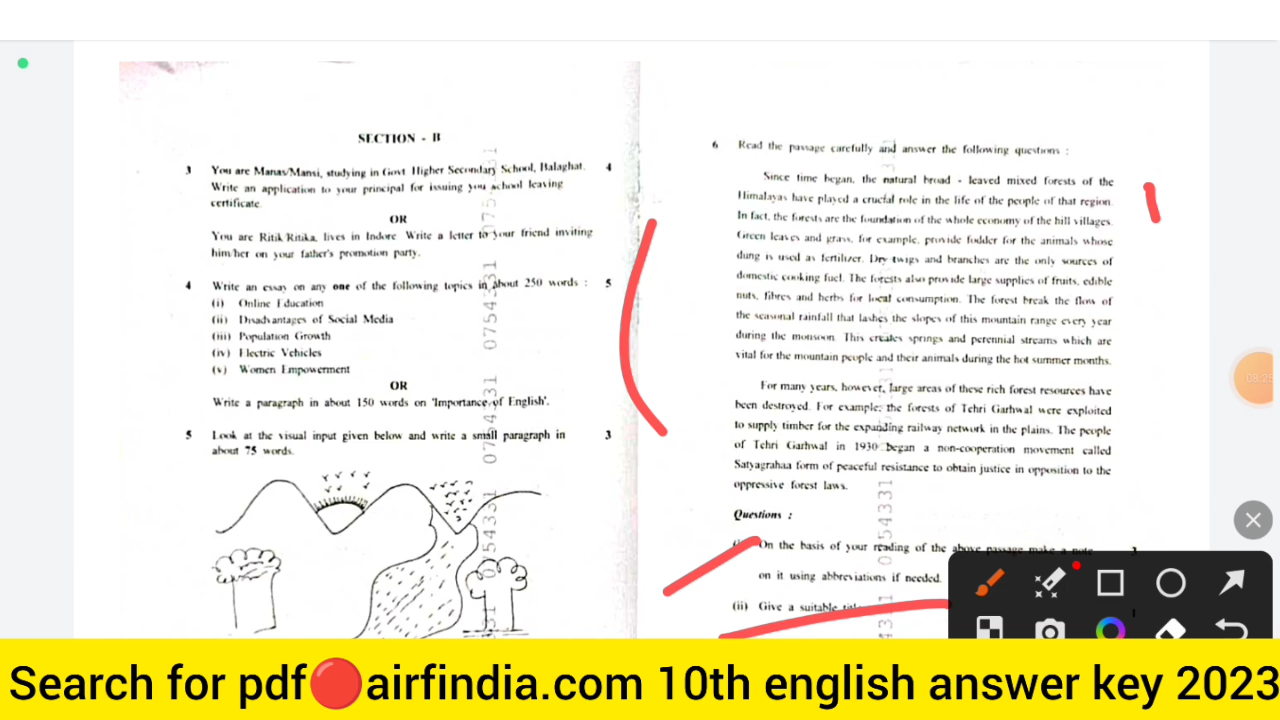 SECTION - B
3 You are Manas/Mansi, studying in Govt Higher Secondary School, Balaghat. 4
Write an application to your principal for issuing you school leaving
certificate.
OR
You are Ritik/Ritika, lives in Indore Write a letter to your friend inviting
him/her on your father's promotion party.
4 Write an essay on any one of the following topics in about 250 words : 5
(i) Online Education
(ii) Disadvantages of Social Media
(iii) Population Growth
(iv) Electric Vehicles
(v) Women Empowerment
OR
Write a paragraph in about 150 words on 'Importance of English'.
5 Look at the visual input given below and write a small paragraph in 3
about 75 words.
6 Read the passage carefully and answer the following questions :
Since time began, the natural broad - leaved mixed forests of the
Himalayas have played a crucial role in the life of the people of that region.
In fact, the forests are the foundation of the whole economy of the hill villages.
Green leaves and grass, for example, provide fodder for the animals whose
dung is used as fertilizer. Dry twigs and branches are the only sources of
domestic cooking fuel. The forests also provide large supplies of fruits, edible
nuts, fibres and herbs for local consumption. The forest break the flow of
the seasonal rainfall that lashes the slopes of this mountain range every year
during the monsoon. This creates springs and perennial streams which are
vital for the mountain people and their animals during the hot summer months.
For many years, however, large areas of these rich forest resources have
been destroyed. For example; the forests of Tehri Garhwal were exploited
to supply timber for the expanding railway network in the plains. The people
of Tehri Garhwal in 1930 began a non-cooperation movement called
Satyagrahaa form of peaceful resistance to obtain justice in opposition to the
oppressive forest laws.
Questions :
On the basis of your reading of the above passage make a note 3
on it using abbreviations if needed.
(ii) Give a suitable 1
0754331 0754331 0754331
08:25
Search for pdf🔴airfindia.com 10th english answer key 2023